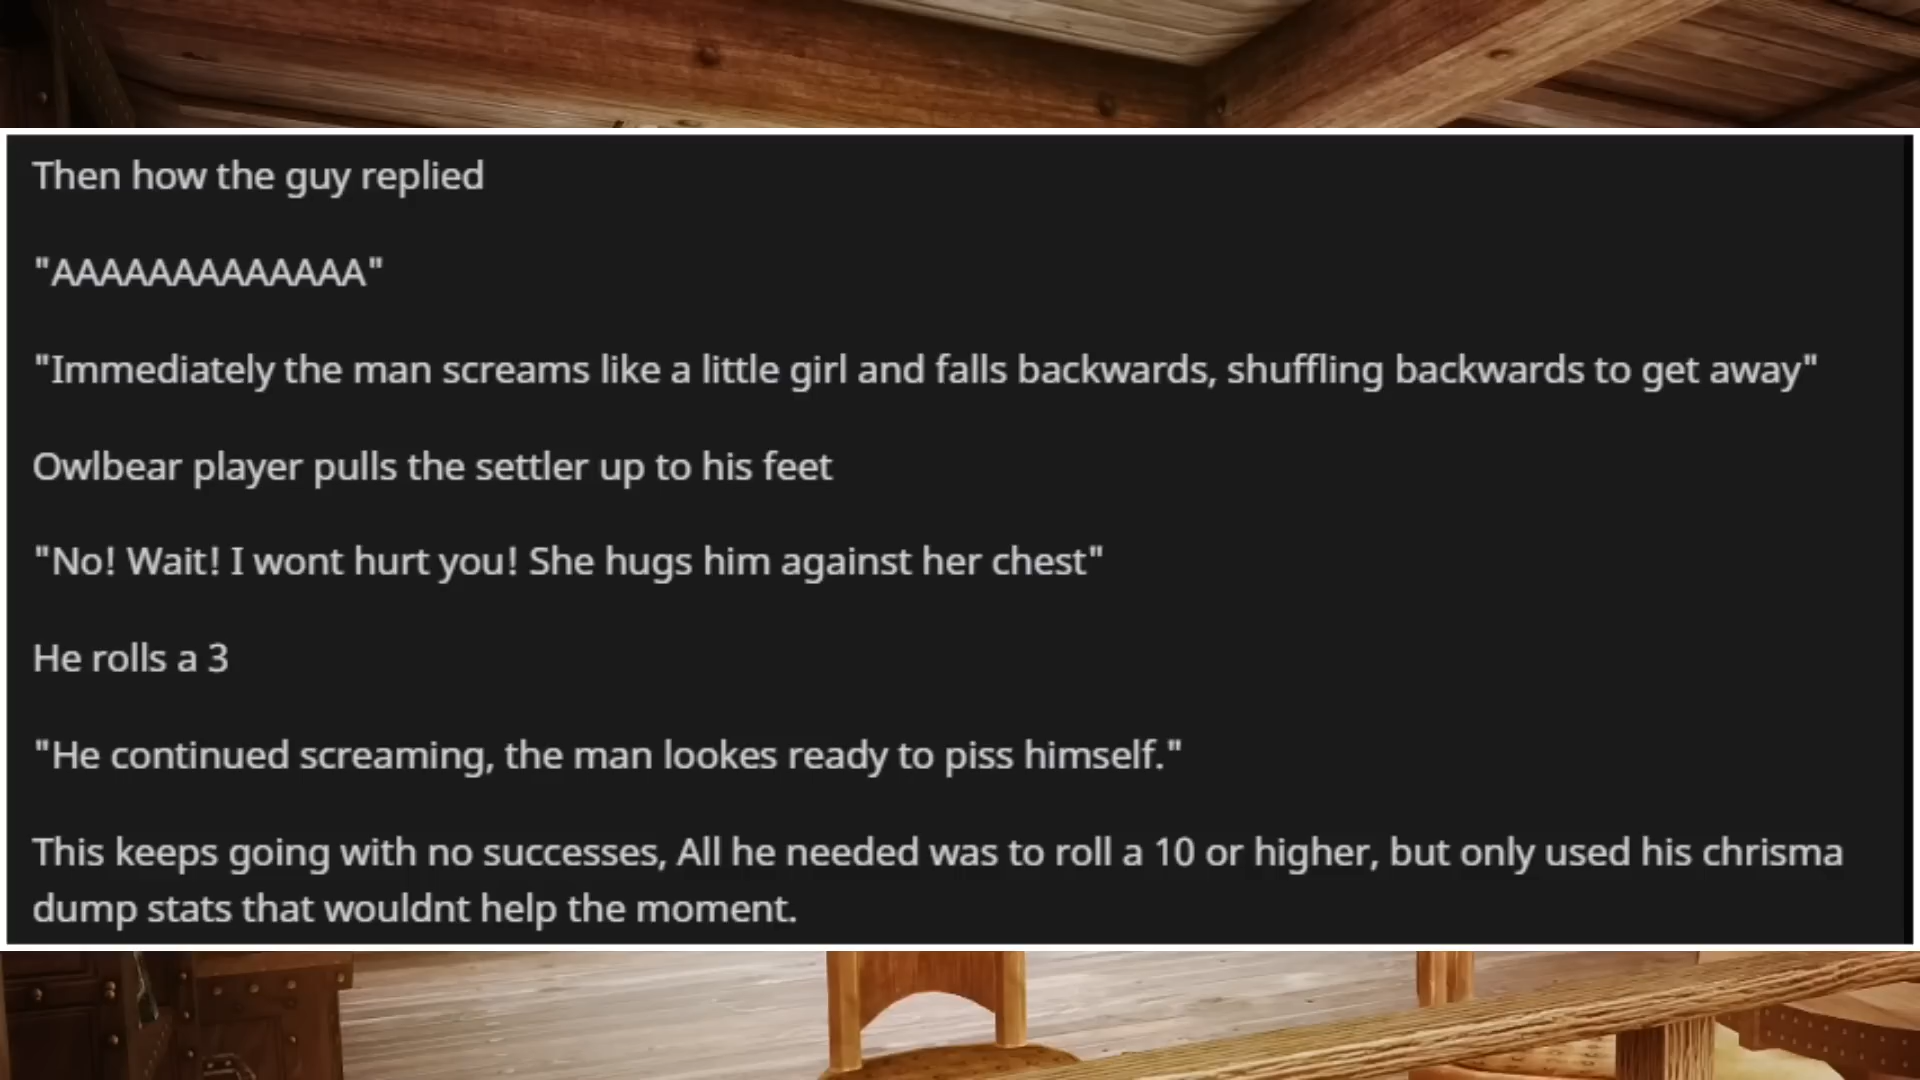 Then how the guy replied
"AAAAAAAAAAAAA"
"Immediately the man screams like a little girl and falls backwards, shuffling backwards to get away"
Owlbear player pulls the settler up to his feet
"No! Wait! I wont hurt you! She hugs him against her chest"
He rolls a 3
"He continued screaming, the man lookes ready to piss himself."
This keeps going with no successes, All he needed was to roll a 10 or higher, but only used his chrisma
dump stats that wouldnt help the moment.